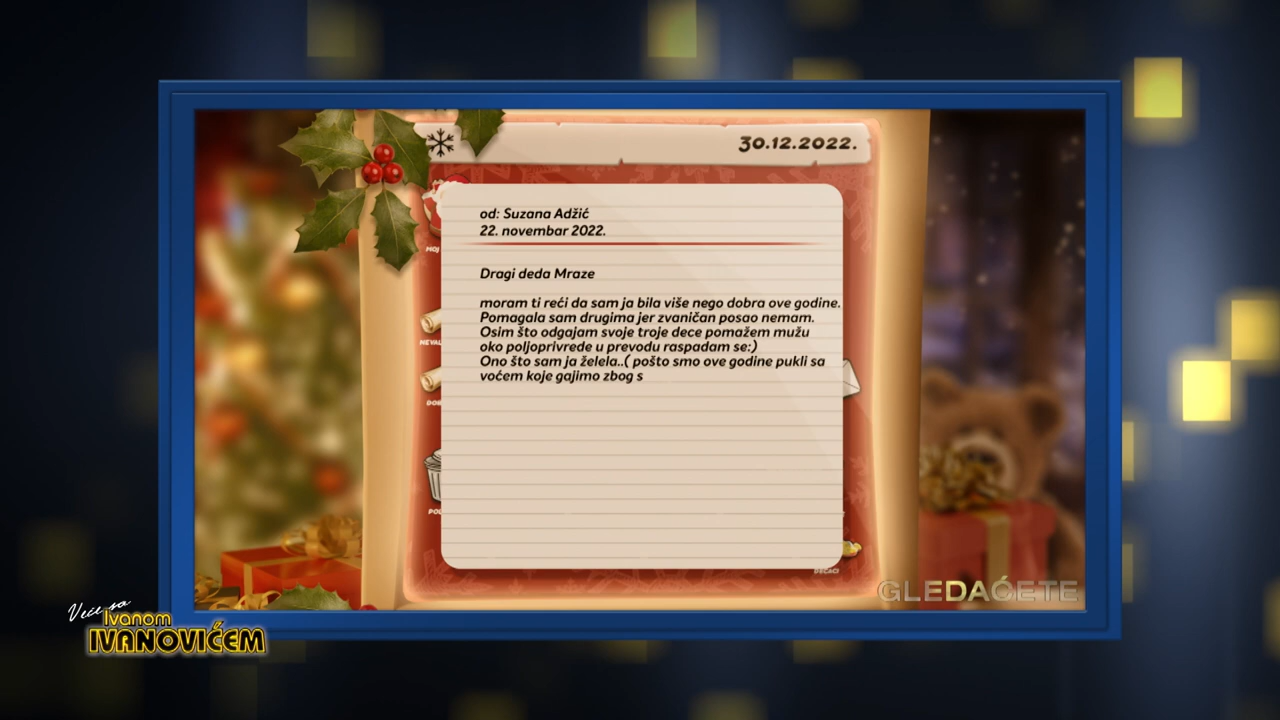 30.12.2022.
od: Suzana Adžić
22. novembar 2022.
Dragi deda Mraze
moram ti reći da sam ja bila više nego dobra ove godine.
Pomagala sam drugima jer zvaničan posao nemam.
Osim što odgajam svoje troje dece pomažem mužu
oko poljoprivrede u prevodu raspadam se:)
Ono što sam ja želela..( pošto smo ove godine pukli sa
voćem koje gajimo zbog s
GLEDAĆETE
Veče sa
Ivanom
IVANOVIĆEM